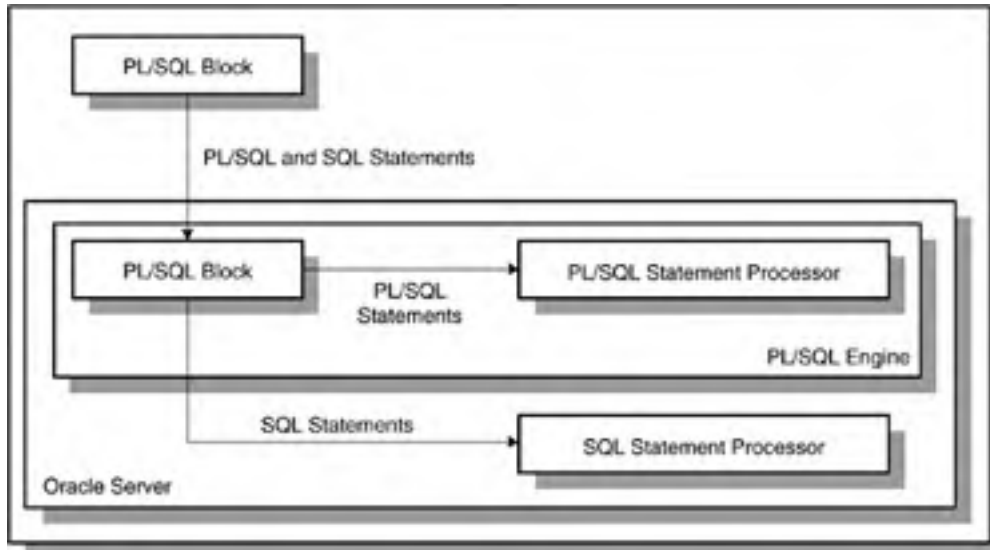 PL/SQL Block
PL/SQL and SQL Statements
PL/SQL Block
PL/SQL Statement Processor
PL/SQL
Statements
PL/SQL Engine
SQL Statements
SQL Statement Processor
Oracle Server